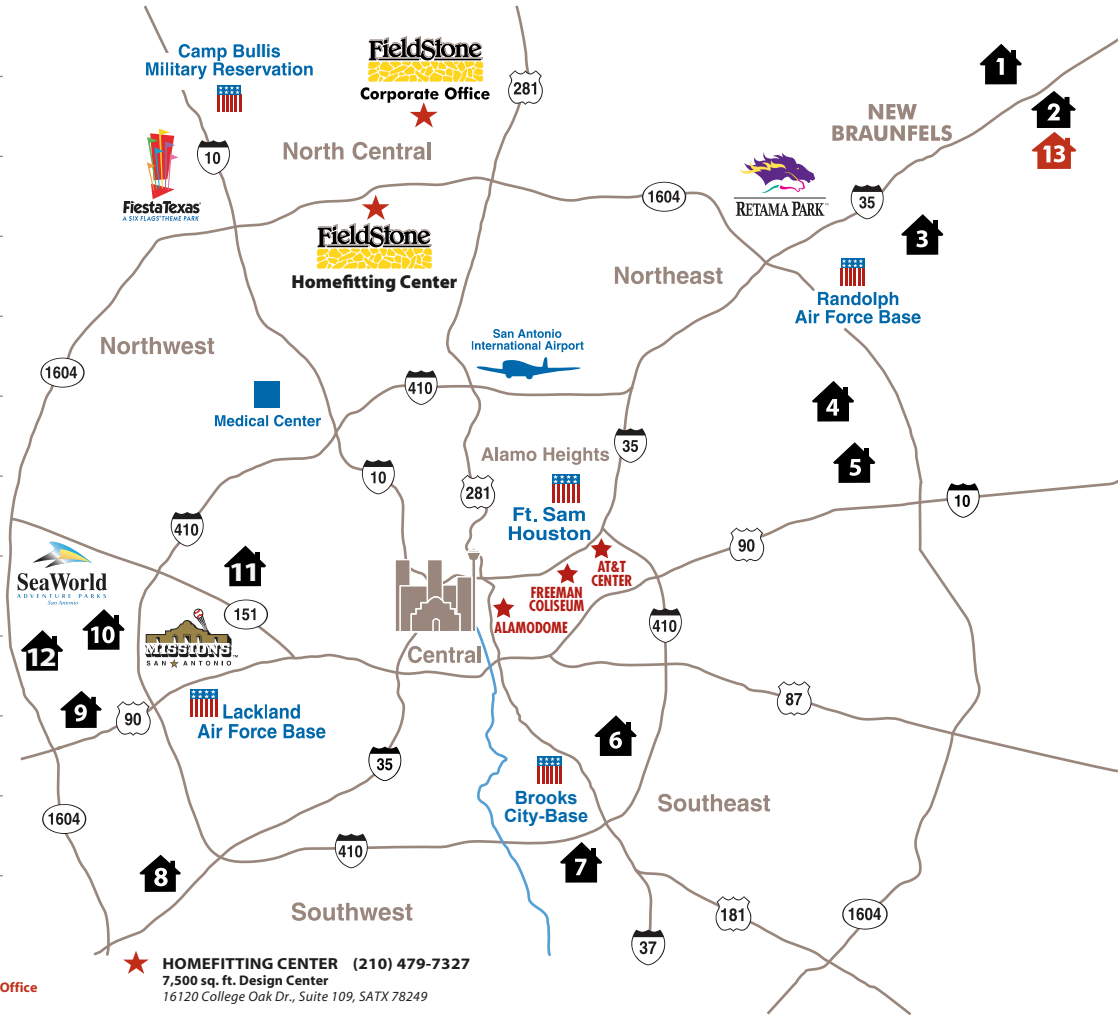 Camp Bullis
Military Reservation
FieldStone
Corporate Office
281
1
2
13
NEW
BRAUNFELS
10
North Central
FiestaTexas
A SIX FLAGS THEME PARK
1604
RETAMA PARK
35
3
FieldStone
Homefitting Center
Northeast
Randolph
Air Force Base
Northwest
San Antonio
International Airport
1604
410
4
Medical Center
35
Alamo Heights
5
10
281
10
Ft. Sam
Houston
410
90
SeaWorld
ADVENTURE PARKS
San Antonio
11
AT&T
CENTER
FREEMAN
COLISEUM
151
ALAMODOME
410
10
12
MISSIONS
SAN ANTONIO
Central
9
90
Lackland
Air Force Base
87
6
35
Brooks
City-Base
Southeast
1604
410
8
7
Southwest
181
1604
37
HOMEFITTING CENTER (210) 479-7327
7,500 sq. ft. Design Center
16120 College Oak Dr., Suite 109, SATX 78249
Office